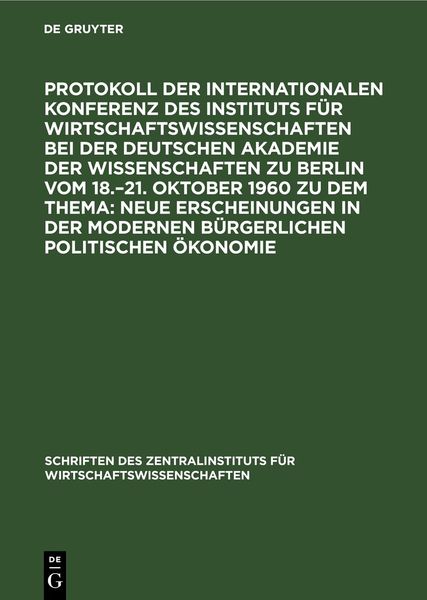 DE GRUYTER
PROTOKOLL DER INTERNATIONALEN
KONFERENZ DES INSTITUTS FÜR
WIRTSCHAFTSWISSENSCHAFTEN
BEI DER DEUTSCHEN AKADEMIE
DER WISSENSCHAFTEN ZU BERLIN
VOM 18.–21. OKTOBER 1960 ZU DEM
THEMA: NEUE ERSCHEINUNGEN IN
DER MODERNEN BÜRGERLICHEN
POLITISCHEN ÖKONOMIE
SCHRIFTEN DES ZENTRALINSTITUTS FÜR
WIRTSCHAFTSWISSENSCHAFTEN
DE
G